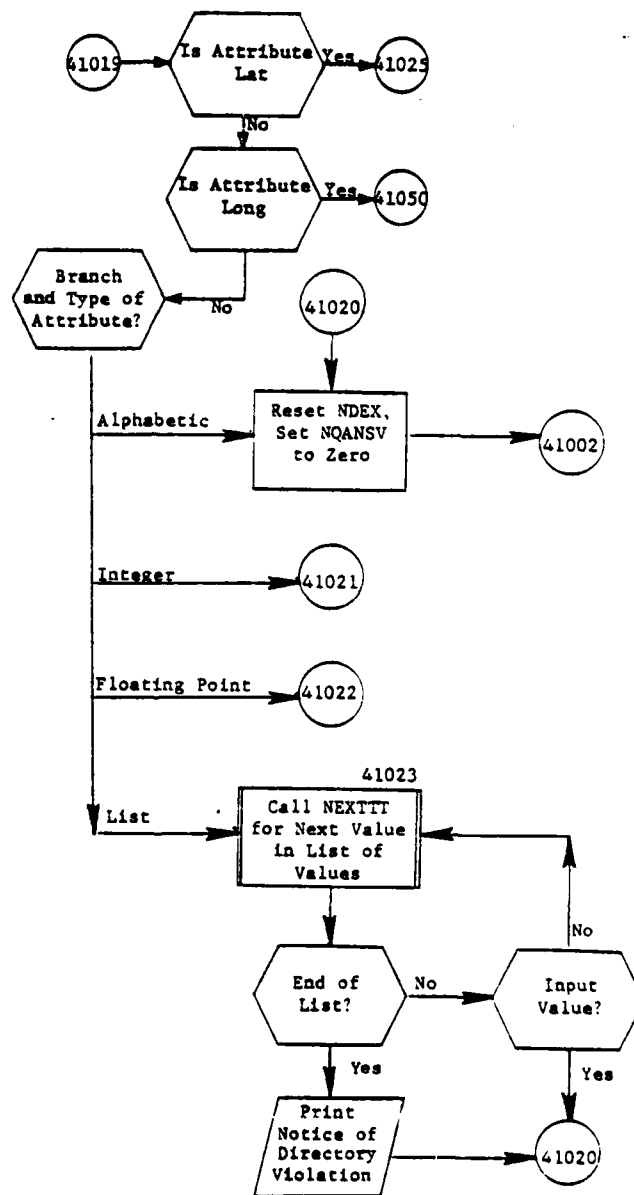 41019
Is Attribute
Lat
Yes
41025
No
Is Attribute
Long
Yes
41050
No
Branch
and Type of
Attribute?
41020
Alphabetic
Reset NDEX,
Set NQANSV
to Zero
41002
Integer
41021
Floating Point
41022
41023
List
Call NEXTTT
for Next Value
in List of
Values
No
End of
List?
No
Input
Value?
Yes
Yes
Print
Notice of
Directory
Violation
41020